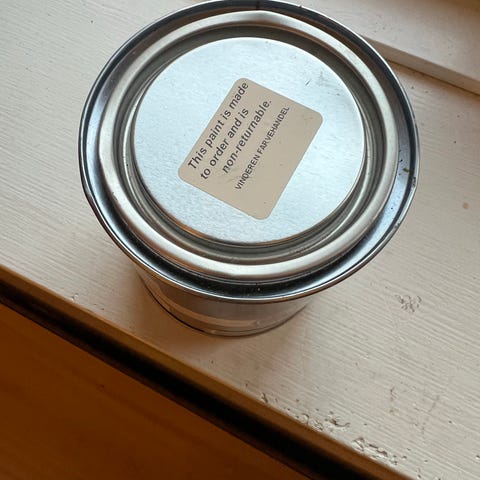 This paint is made
to order and is
non-returnable.
VINDEREN FARVEHANDEL